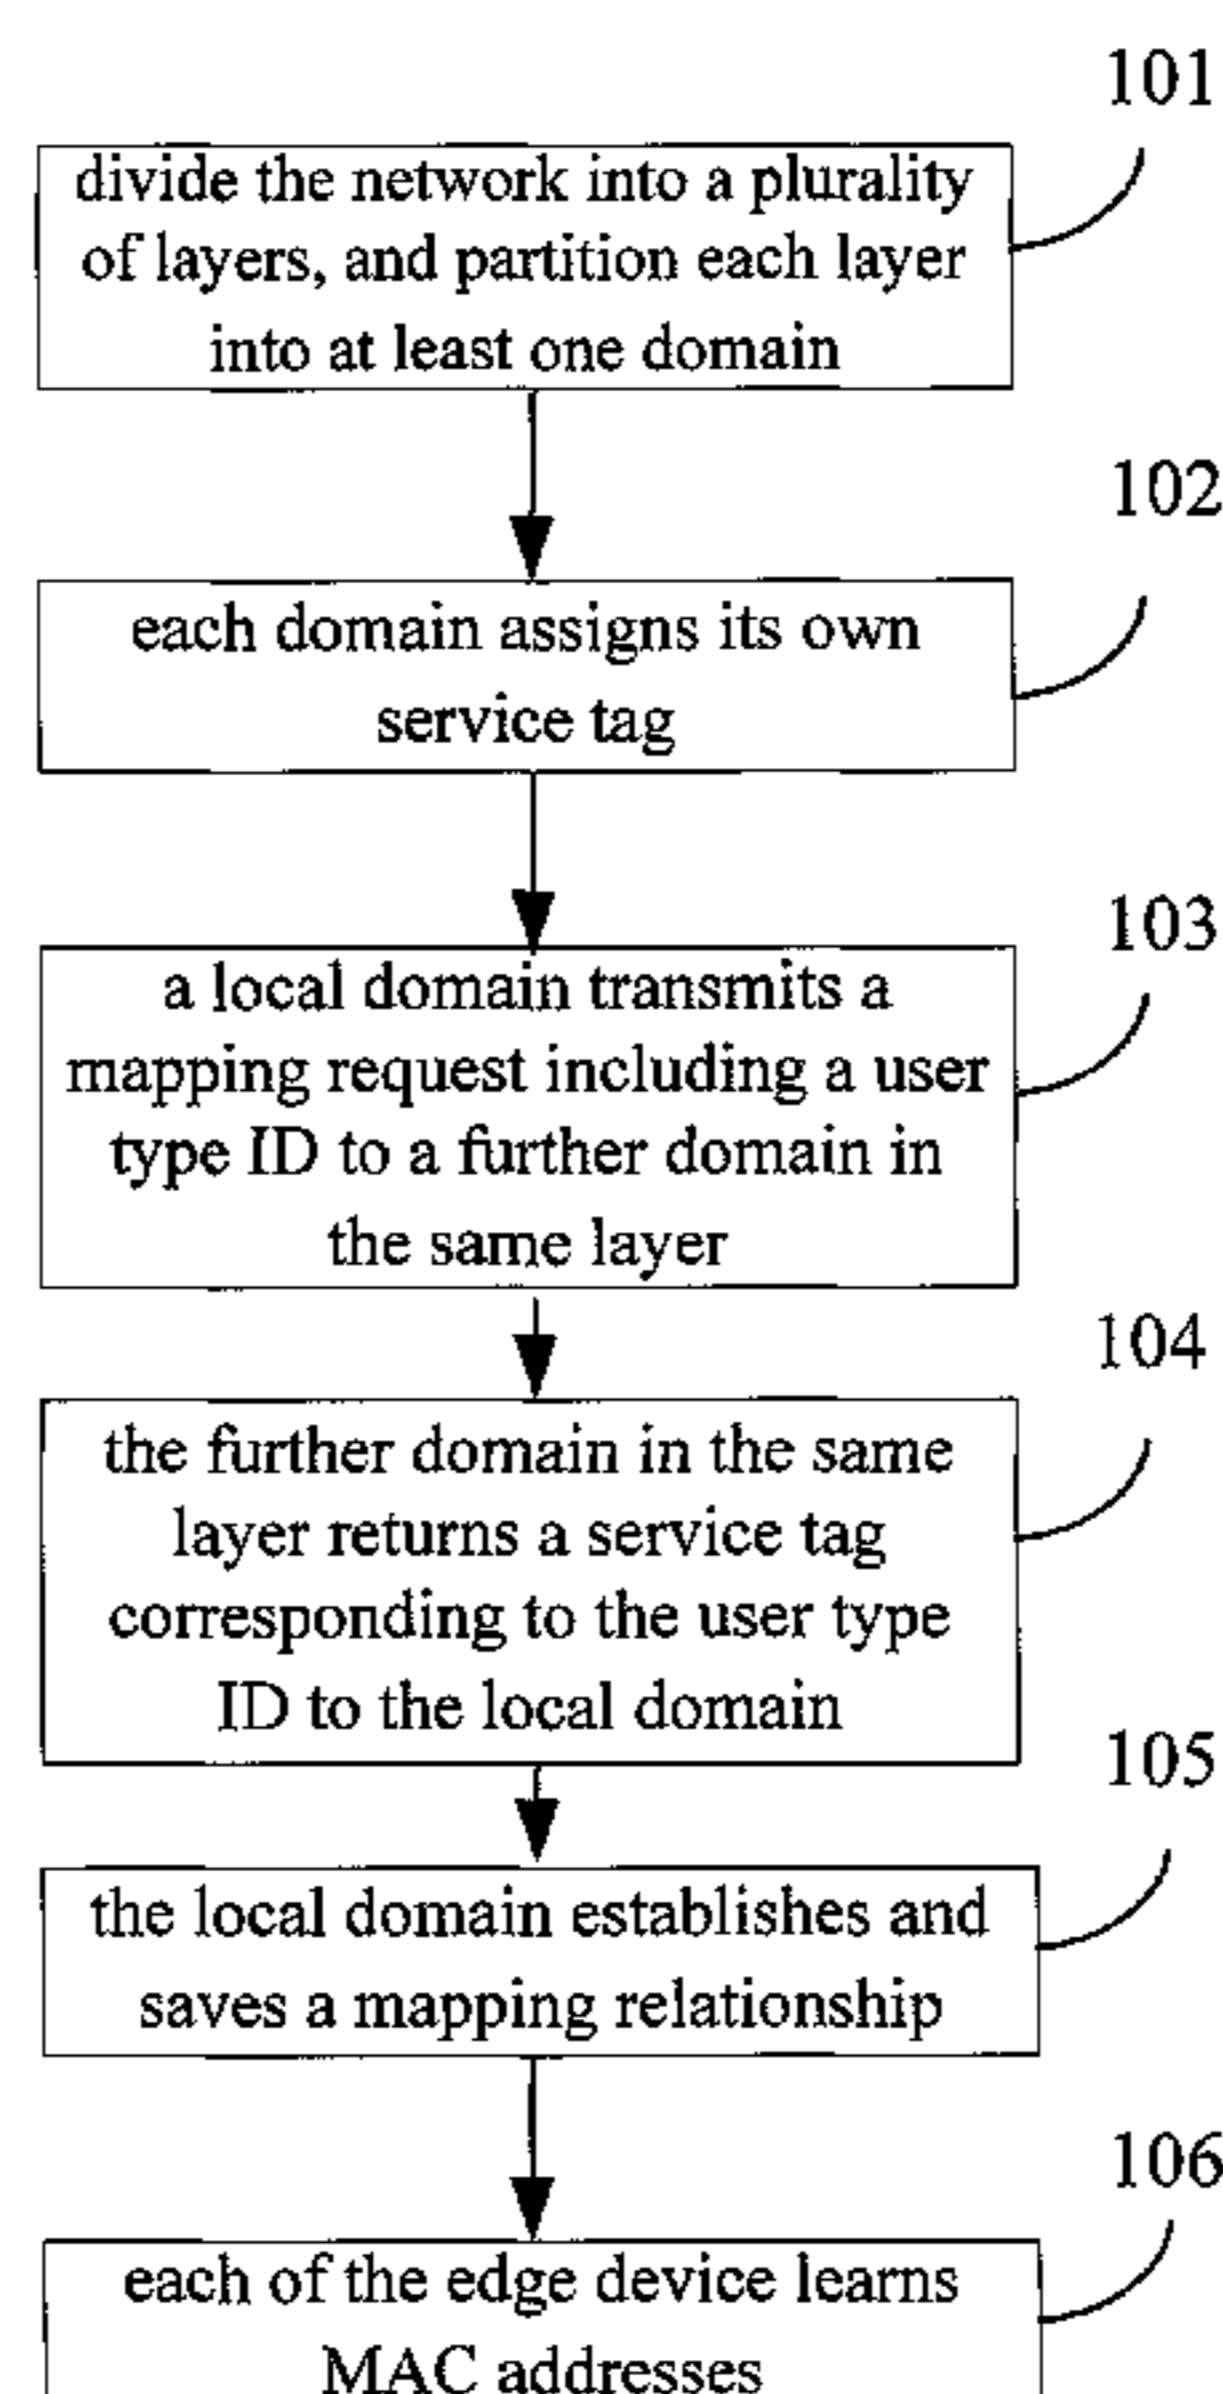 101
divide the network into a plurality
of layers, and partition each layer
into at least one domain
102
each domain assigns its own
service tag
103
a local domain transmits a
mapping request including a user
type ID to a further domain in
the same layer
104
the further domain in the same
layer returns a service tag
corresponding to the user type
ID to the local domain
105
the local domain establishes and
saves a mapping relationship
106
each of the edge device learns
MAC addresses